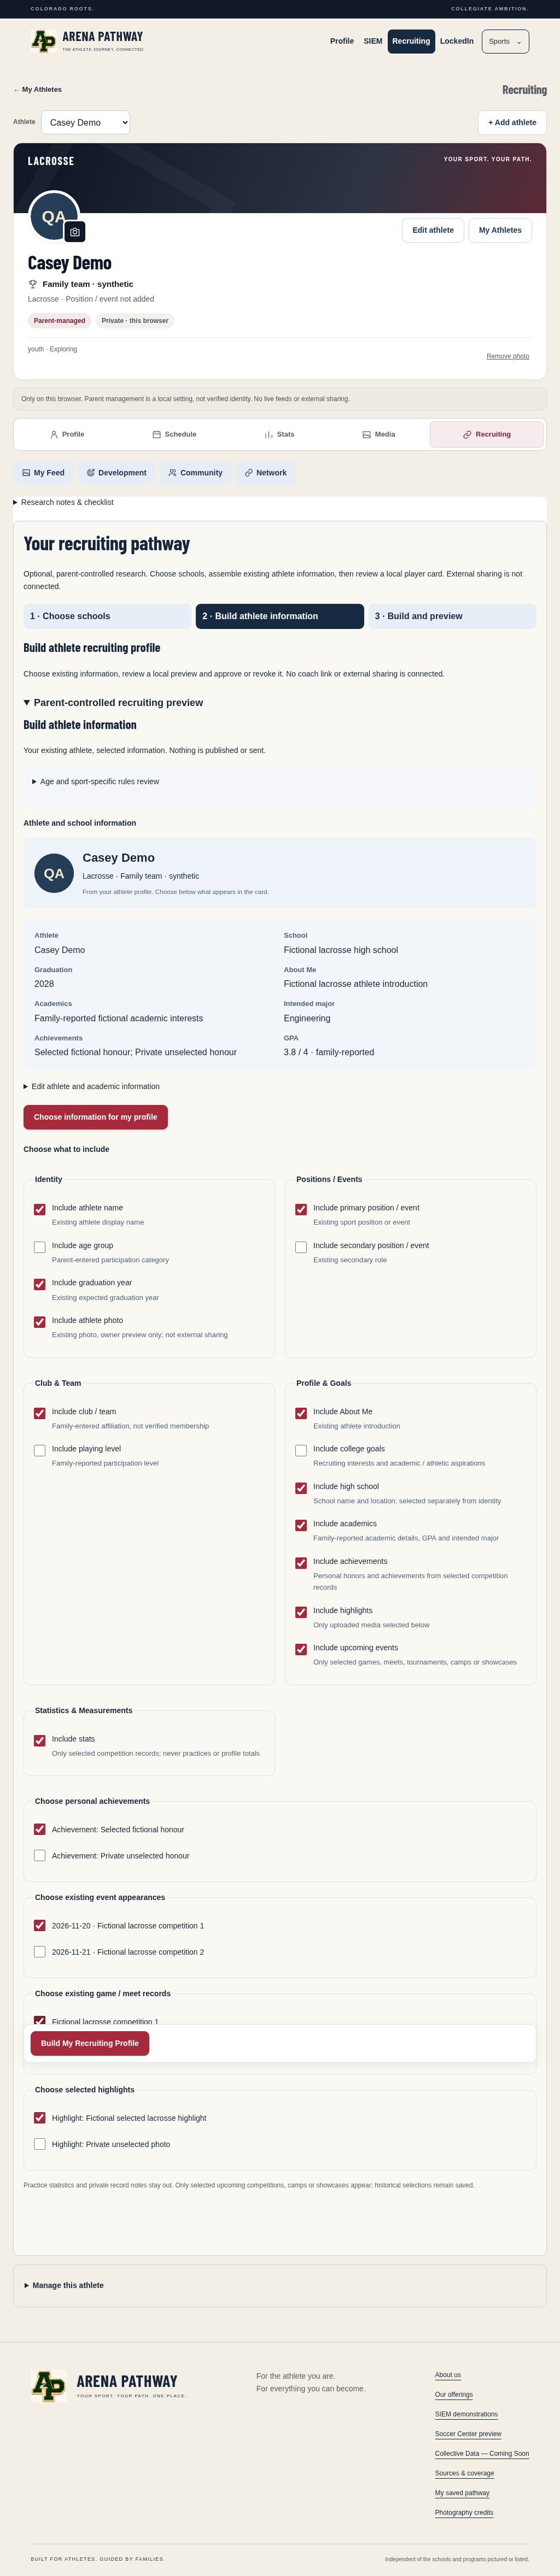 COLORADO ROOTS.
COLLEGIATE AMBITION.
AP
ARENA PATHWAY
THE ATHLETE JOURNEY, CONNECTED.
Profile
SIEM
Recruiting
LockedIn
Sports
← My Athletes
Recruiting
Athlete
Casey Demo
+ Add athlete
LACROSSE
YOUR SPORT. YOUR PATH.
QA
Edit athlete
My Athletes
Casey Demo
Family team · synthetic
Lacrosse · Position / event not added
Parent-managed
Private · this browser
youth · Exploring
Remove photo
Only on this browser. Parent management is a local setting, not verified identity. No live feeds or external sharing.
Profile
Schedule
Stats
Media
Recruiting
My Feed
Development
Community
Network
Research notes & checklist
Your recruiting pathway
Optional, parent-controlled research. Choose schools, assemble existing athlete information, then review a local player card. External sharing is not
connected.
1 · Choose schools
2 · Build athlete information
3 · Build and preview
Build athlete recruiting profile
Choose existing information, review a local preview and approve or revoke it. No coach link or external sharing is connected.
Parent-controlled recruiting preview
Build athlete information
Your existing athlete, selected information. Nothing is published or sent.
Age and sport-specific rules review
Athlete and school information
QA
Casey Demo
Lacrosse · Family team · synthetic
From your athlete profile. Choose below what appears in the card.
Athlete
Casey Demo
School
Fictional lacrosse high school
Graduation
2028
About Me
Fictional lacrosse athlete introduction
Academics
Family-reported fictional academic interests
Intended major
Engineering
Achievements
Selected fictional honour; Private unselected honour
GPA
3.8 / 4 · family-reported
Edit athlete and academic information
Choose information for my profile
Choose what to include
Identity
Include athlete name
Existing athlete display name
Include age group
Parent-entered participation category
Include graduation year
Existing expected graduation year
Include athlete photo
Existing photo, owner preview only; not external sharing
Positions / Events
Include primary position / event
Existing sport position or event
Include secondary position / event
Existing secondary role
Club & Team
Include club / team
Family-entered affiliation, not verified membership
Include playing level
Family-reported participation level
Profile & Goals
Include About Me
Existing athlete introduction
Include college goals
Recruiting interests and academic / athletic aspirations
Include high school
School name and location; selected separately from identity
Include academics
Family-reported academic details, GPA and intended major
Include achievements
Personal honors and achievements from selected competition
records
Include highlights
Only uploaded media selected below
Include upcoming events
Only selected games, meets, tournaments, camps or showcases
Statistics & Measurements
Include stats
Only selected competition records; never practices or profile totals
Choose personal achievements
Achievement: Selected fictional honour
Achievement: Private unselected honour
Choose existing event appearances
2026-11-20 · Fictional lacrosse competition 1
2026-11-21 · Fictional lacrosse competition 2
Choose existing game / meet records
Fictional lacrosse competition 1
Build My Recruiting Profile
Choose selected highlights
Highlight: Fictional selected lacrosse highlight
Highlight: Private unselected photo
Practice statistics and private record notes stay out. Only selected upcoming competitions, camps or showcases appear; historical selections remain saved.
Manage this athlete
AP
ARENA PATHWAY
YOUR SPORT. YOUR PATH. ONE PLACE.
For the athlete you are.
For everything you can become.
About us
Our offerings
SIEM demonstrations
Soccer Center preview
Collective Data — Coming Soon
Sources & coverage
My saved pathway
Photography credits
BUILT FOR ATHLETES. GUIDED BY FAMILIES.
Independent of the schools and programs pictured or listed.